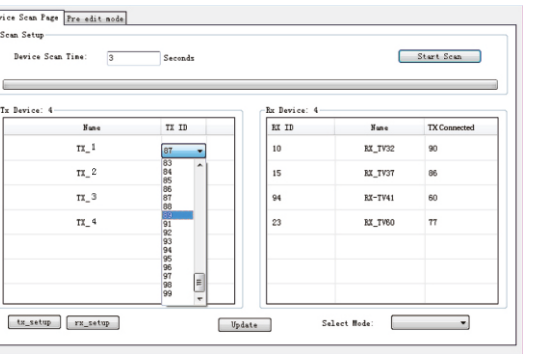 vice Scan Page Pre edit mode
Scan Setup
Device Scan Time: 3 Seconds Start Scan
Tx Device: 4 Rx Device: 4
Name TX ID RX ID Name TX Connected
TX_1 87 10 RX_TV32 90
83
84
TX_2 85 15 RX_TV37 86
86
87
TX_3 88 94 RX-TV41 60
91
TX_4 92 23 RX_TV60 77
93
94
95
96
97
98
99
tx_setup rx_setup Update Select Mode: